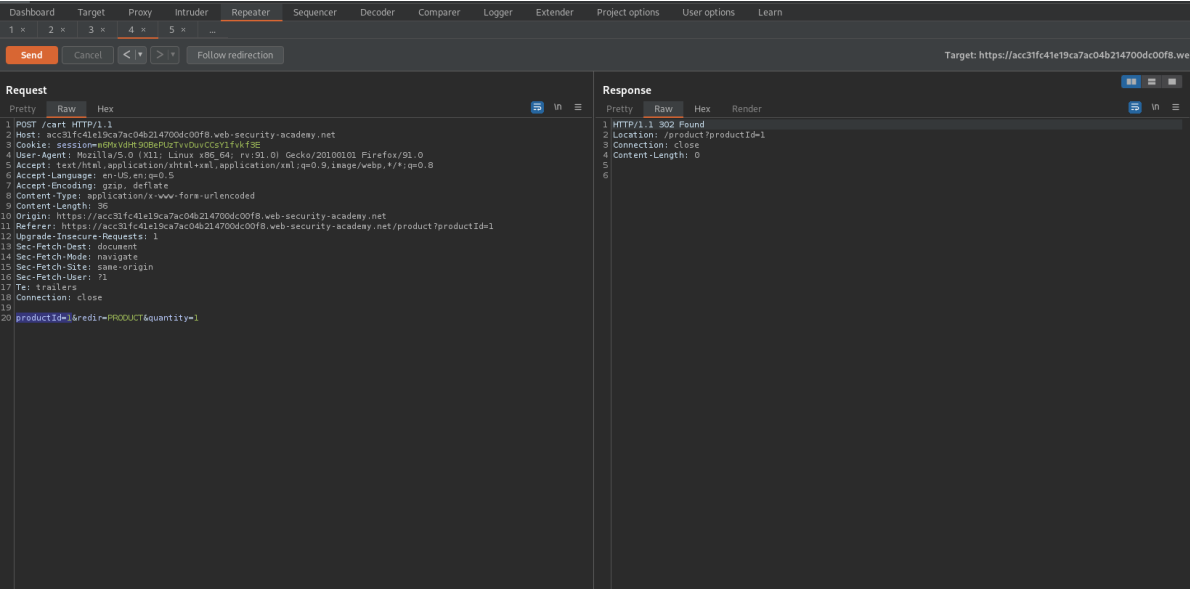 Dashboard Target Proxy Intruder Repeater Sequencer Decoder Comparer Logger Extender Project options User options Learn
1 × 2 × 3 × 4 × 5 × ...
Send Cancel < > Follow redirection Target: https://acc31fc41e19ca7ac04b214700dc00f8.we
Request
Pretty Raw Hex \n
1 POST /cart HTTP/1.1
2 Host: acc31fc41e19ca7ac04b214700dc00f8.web-security-academy.net
3 Cookie: session=m6MxVdHt90BePUzTvvDuvCCsY1fvkf3E
4 User-Agent: Mozilla/5.0 (X11; Linux x86_64; rv:91.0) Gecko/20100101 Firefox/91.0
5 Accept: text/html,application/xhtml+xml,application/xml;q=0.9,image/webp,*/*;q=0.8
6 Accept-Language: en-US,en;q=0.5
7 Accept-Encoding: gzip, deflate
8 Content-Type: application/x-www-form-urlencoded
9 Content-Length: 36
10 Origin: https://acc31fc41e19ca7ac04b214700dc00f8.web-security-academy.net
11 Referer: https://acc31fc41e19ca7ac04b214700dc00f8.web-security-academy.net/product?productId=1
12 Upgrade-Insecure-Requests: 1
13 Sec-Fetch-Dest: document
14 Sec-Fetch-Mode: navigate
15 Sec-Fetch-Site: same-origin
16 Sec-Fetch-User: ?1
17 Te: trailers
18 Connection: close
19
20 productId=1&redir=PRODUCT&quantity=1
Response
Pretty Raw Hex Render \n
1 HTTP/1.1 302 Found
2 Location: /product?productId=1
3 Connection: close
4 Content-Length: 0
5
6